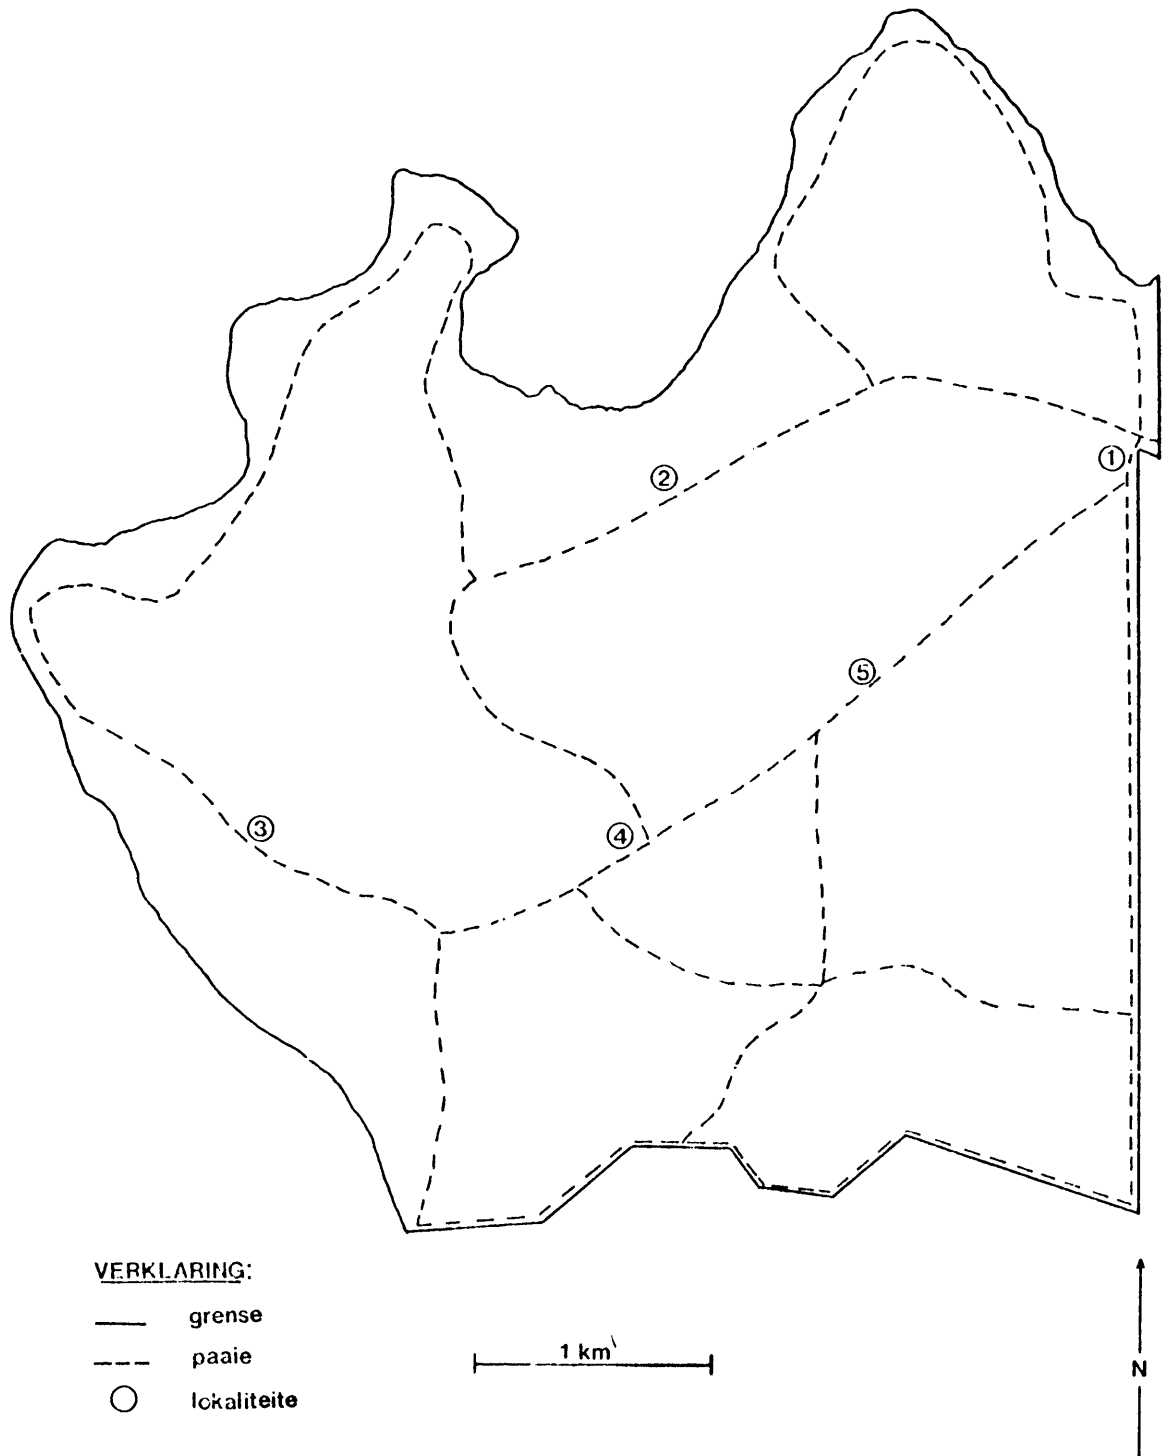 ①
②
⑤
③
④
VERKLARING:
grense
paaie
lokaliteite
1 km
N